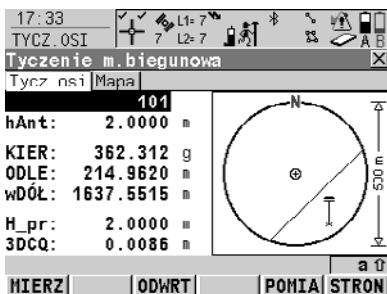 17:33
TYCZ.OSI
7
L1= 7
L2= 7
A B
Tyczenie m.biegunowa
Tycz osi Mapa
101
hAnt: 2.0000 m
KIER: 362.312 g
ODLE: 214.9620 m
wDÓŁ: 1637.5515 m
H_pr: 2.0000 m
3DCQ: 0.0086 m
N
500 m
a
MIERZ ODWRT POMIA STRON